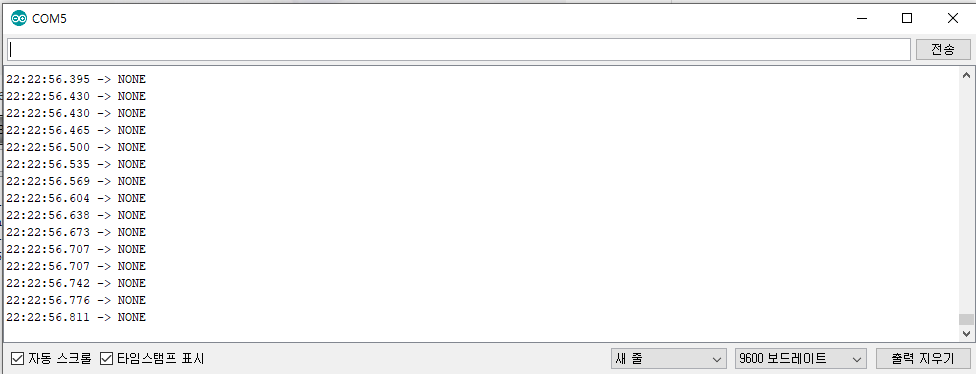 COM5
전송
22:22:56.395 -> NONE
22:22:56.430 -> NONE
22:22:56.430 -> NONE
22:22:56.465 -> NONE
22:22:56.500 -> NONE
22:22:56.535 -> NONE
22:22:56.569 -> NONE
22:22:56.604 -> NONE
22:22:56.638 -> NONE
22:22:56.673 -> NONE
22:22:56.707 -> NONE
22:22:56.707 -> NONE
22:22:56.742 -> NONE
22:22:56.776 -> NONE
22:22:56.811 -> NONE
자동 스크롤 타임스탬프 표시 새 줄 9600 보드레이트 출력 지우기